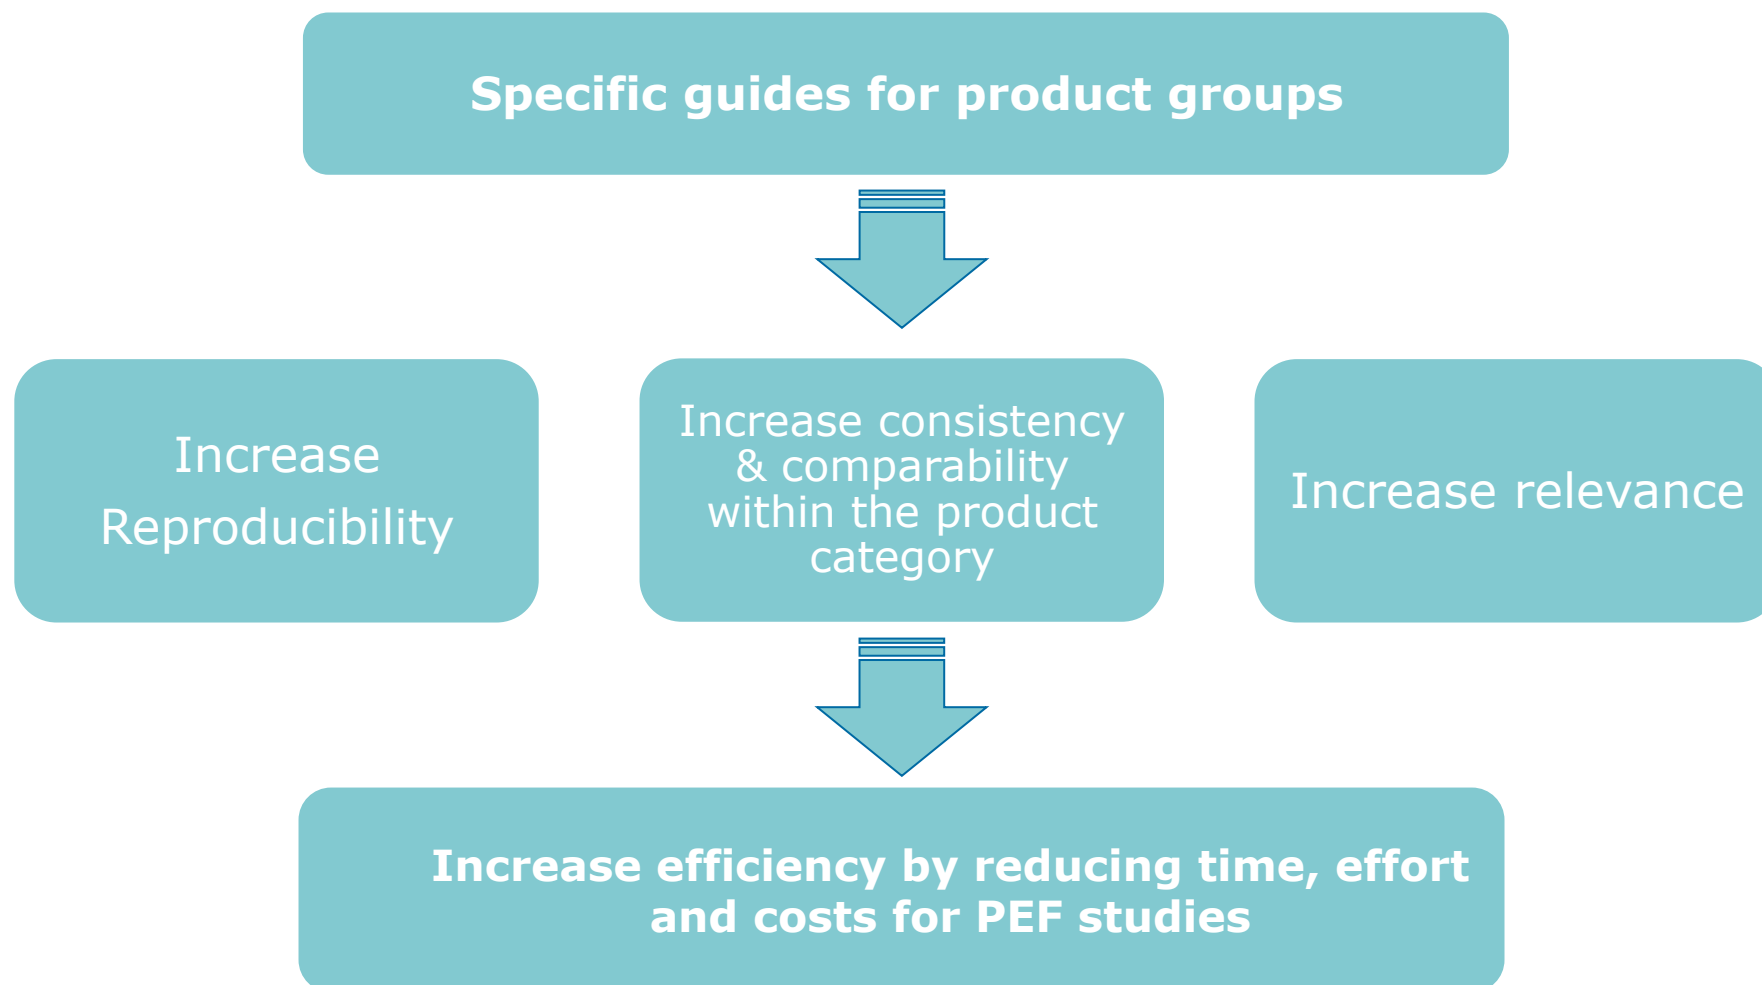 Specific guides for product groups
Increase
Reproducibility
Increase consistency
& comparability
within the product
category
Increase relevance
Increase efficiency by reducing time, effort
and costs for PEF studies